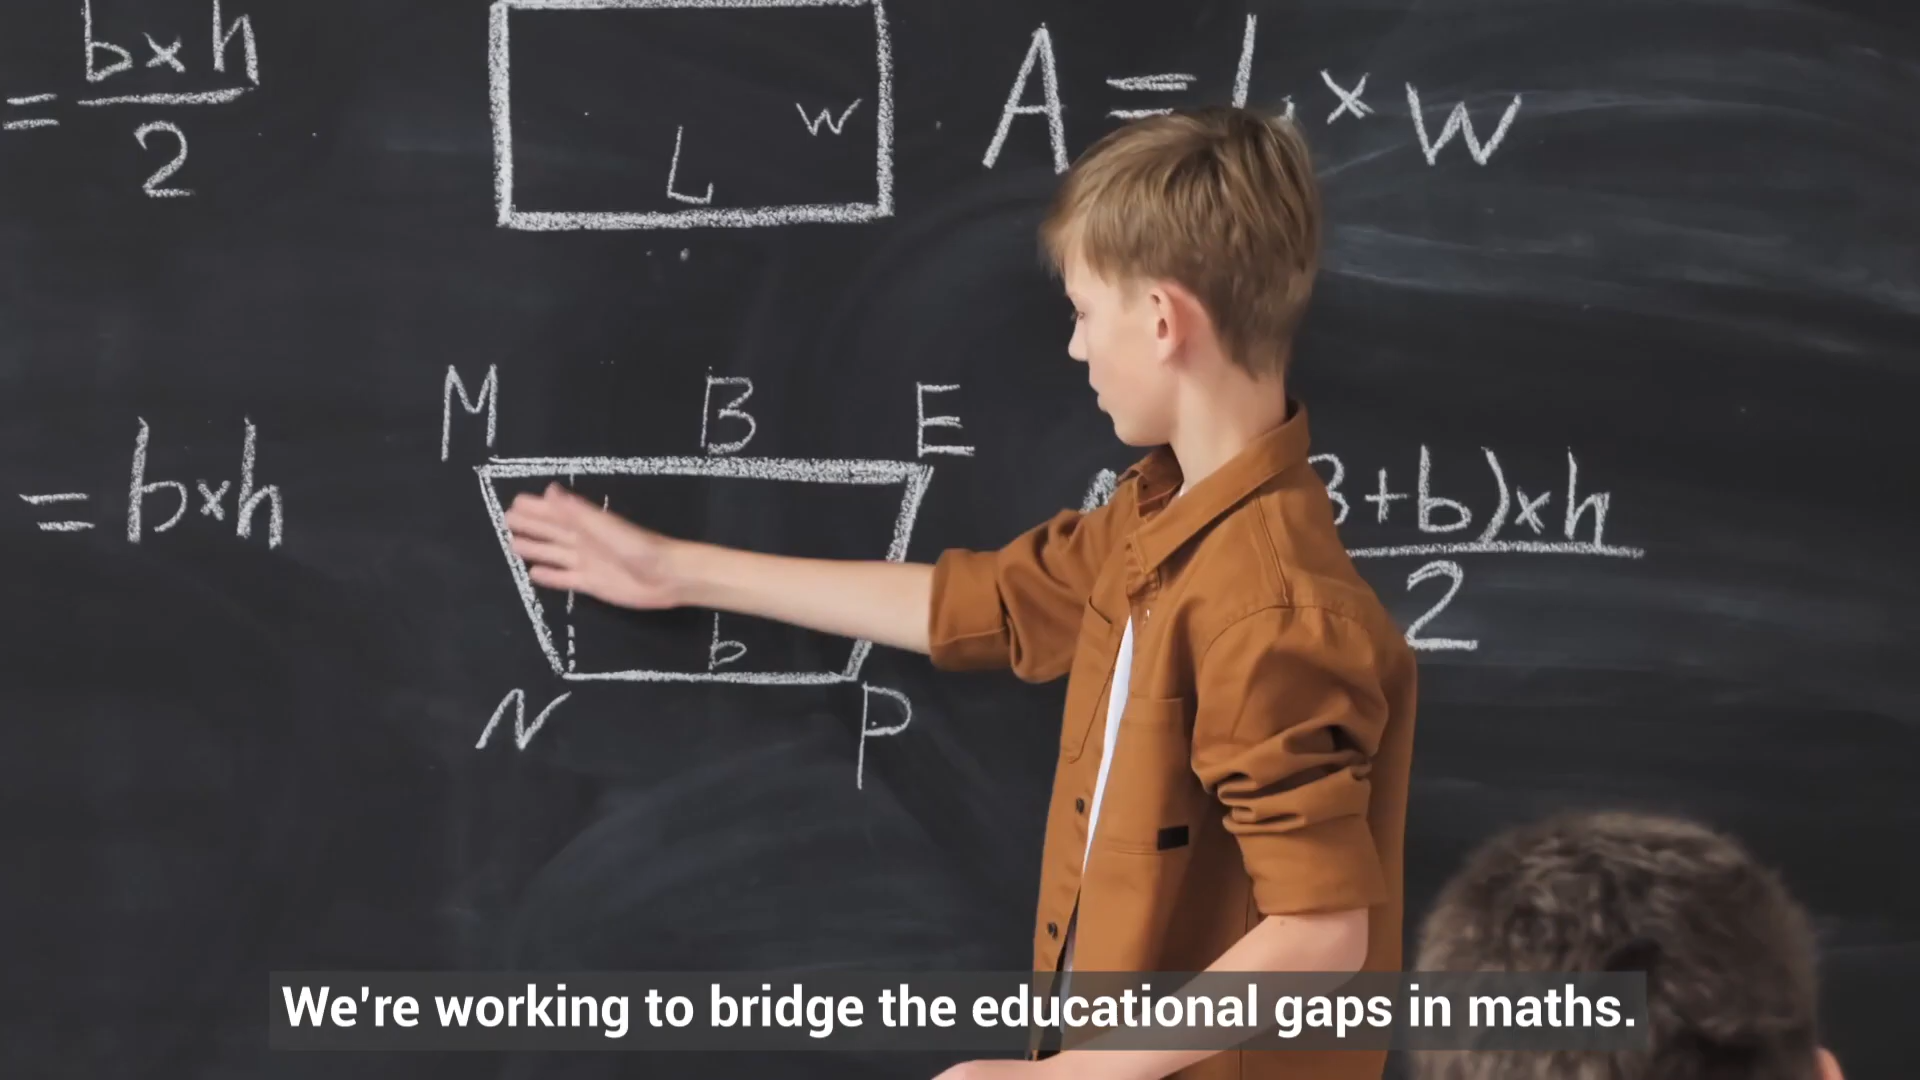 = b x h
2
W
L
A = L x W
M B E
= b x h
+ b) x h
2
b
N P
We're working to bridge the educational gaps in maths.